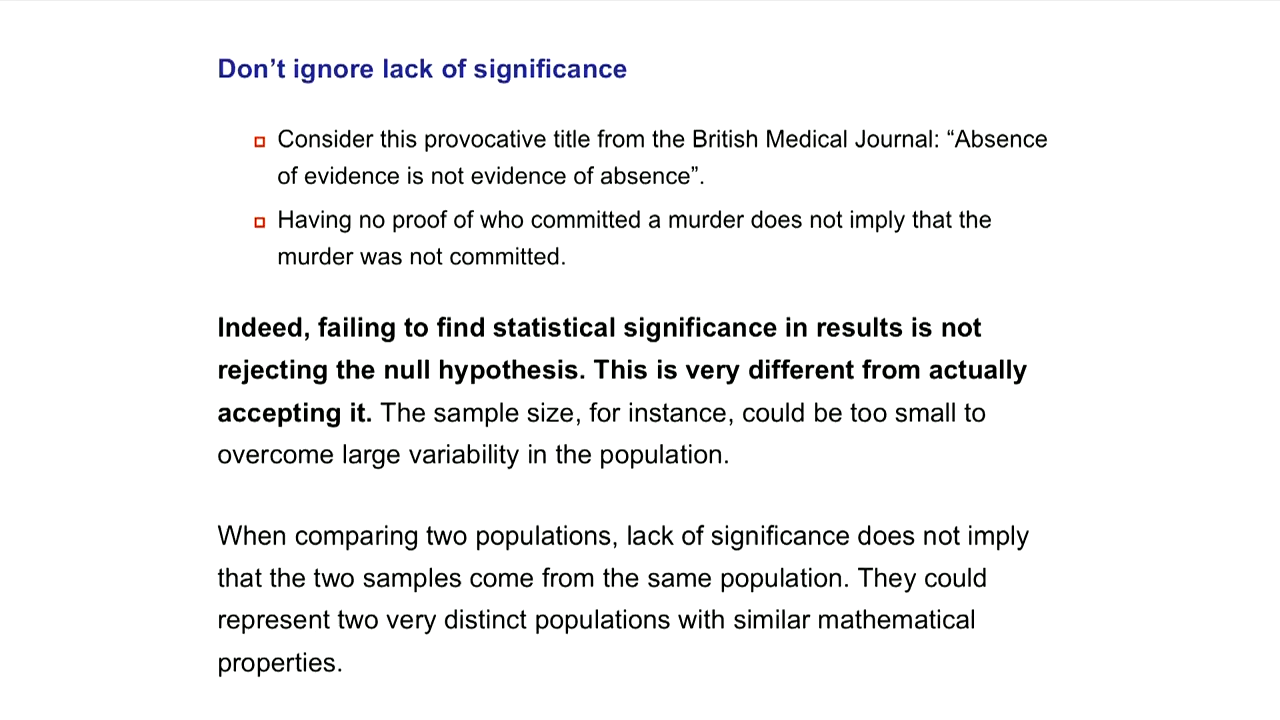 Don’t ignore lack of significance
Consider this provocative title from the British Medical Journal: “Absence
of evidence is not evidence of absence”.
Having no proof of who committed a murder does not imply that the
murder was not committed.
Indeed, failing to find statistical significance in results is not
rejecting the null hypothesis. This is very different from actually
accepting it. The sample size, for instance, could be too small to
overcome large variability in the population.
When comparing two populations, lack of significance does not imply
that the two samples come from the same population. They could
represent two very distinct populations with similar mathematical
properties.